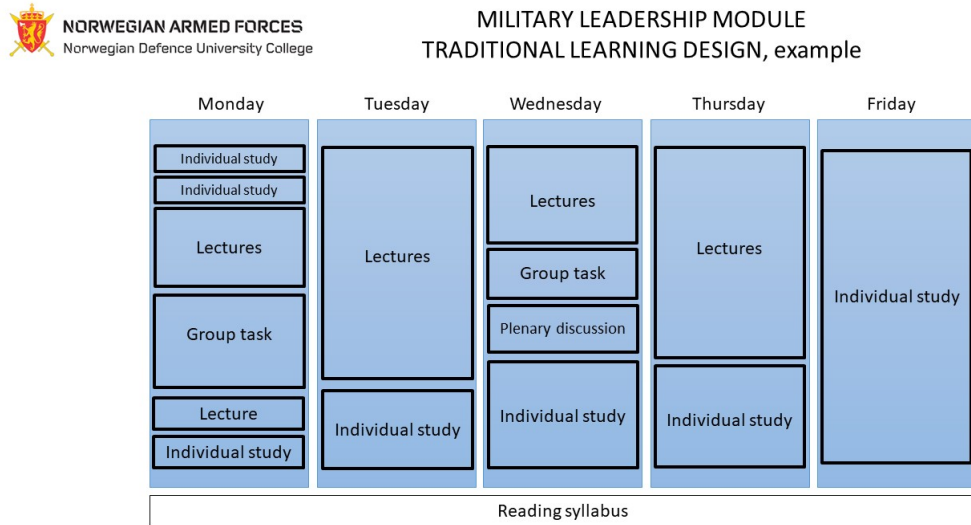 NORWEGIAN ARMED FORCES
Norwegian Defence University College
MILITARY LEADERSHIP MODULE
TRADITIONAL LEARNING DESIGN, example
Monday
Individual study
Individual study
Lectures
Group task
Lecture
Individual study
Tuesday
Lectures
Individual study
Wednesday
Lectures
Group task
Plenary discussion
Individual study
Thursday
Lectures
Individual study
Friday
Individual study
Reading syllabus